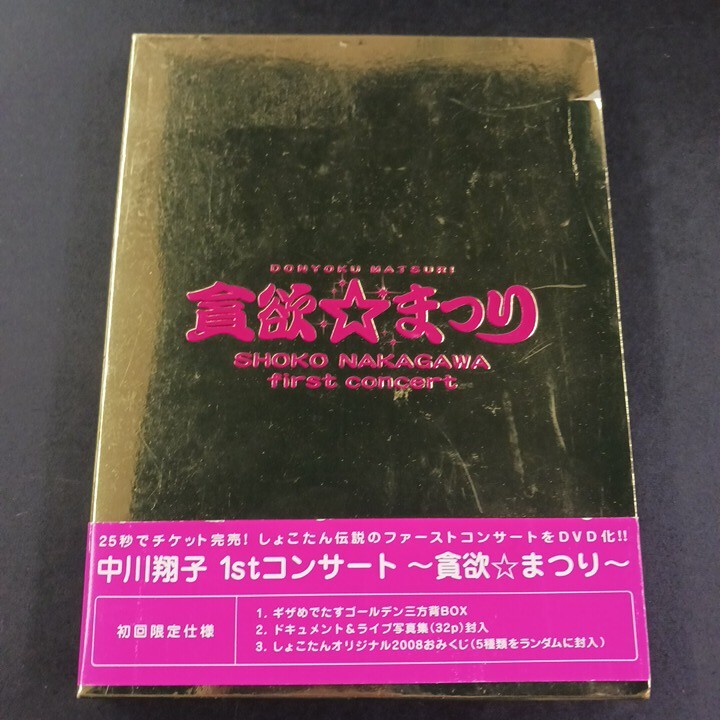 DONYOKU MATSURI
貪欲☆まつり
SHOKO NAKAGAWA
first concert
25秒でチケット完売！しょこたん伝説のファーストコンサートをDVD化!!
中川翔子 1stコンサート ～貪欲☆まつり～
初回限定仕様
1. ギザめでたすゴールデン三方背BOX
2. ドキュメント＆ライブ写真集(32p)封入
3. しょこたんオリジナル2008おみくじ(5種類をランダムに封入)